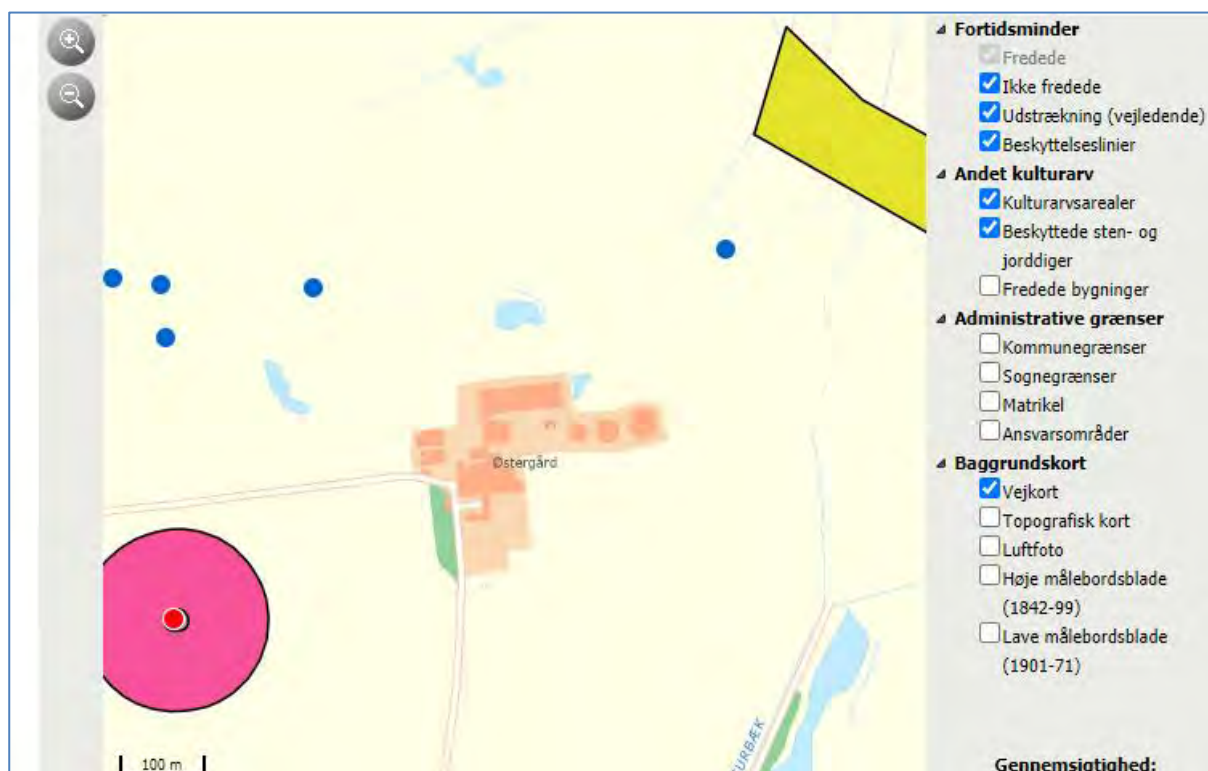 Fortidsminder
Fredede
Ikke fredede
Udstrækning (vejledende)
Beskyttelseslinier
Andet kulturarv
Kulturarvsarealer
Beskyttede sten- og
jorddiger
Fredede bygninger
Administrative grænser
Kommunegrænser
Sognegrænser
Matrikel
Ansvarsområder
Baggrundskort
Vejkort
Topografisk kort
Luftfoto
Høje målebordsblade
(1842-99)
Lave målebordsblade
(1901-71)
Gennemsigtighed:
Østergård
URBÆK
100 m